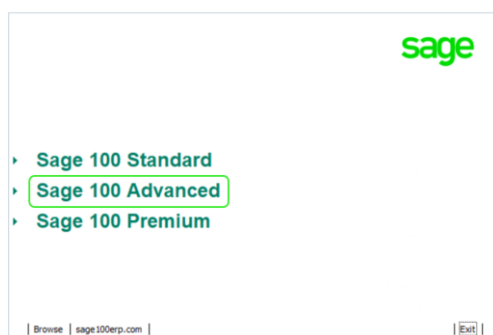 sage
Sage 100 Standard
Sage 100 Advanced
Sage 100 Premium
Browse | sage100erp.com | Exit